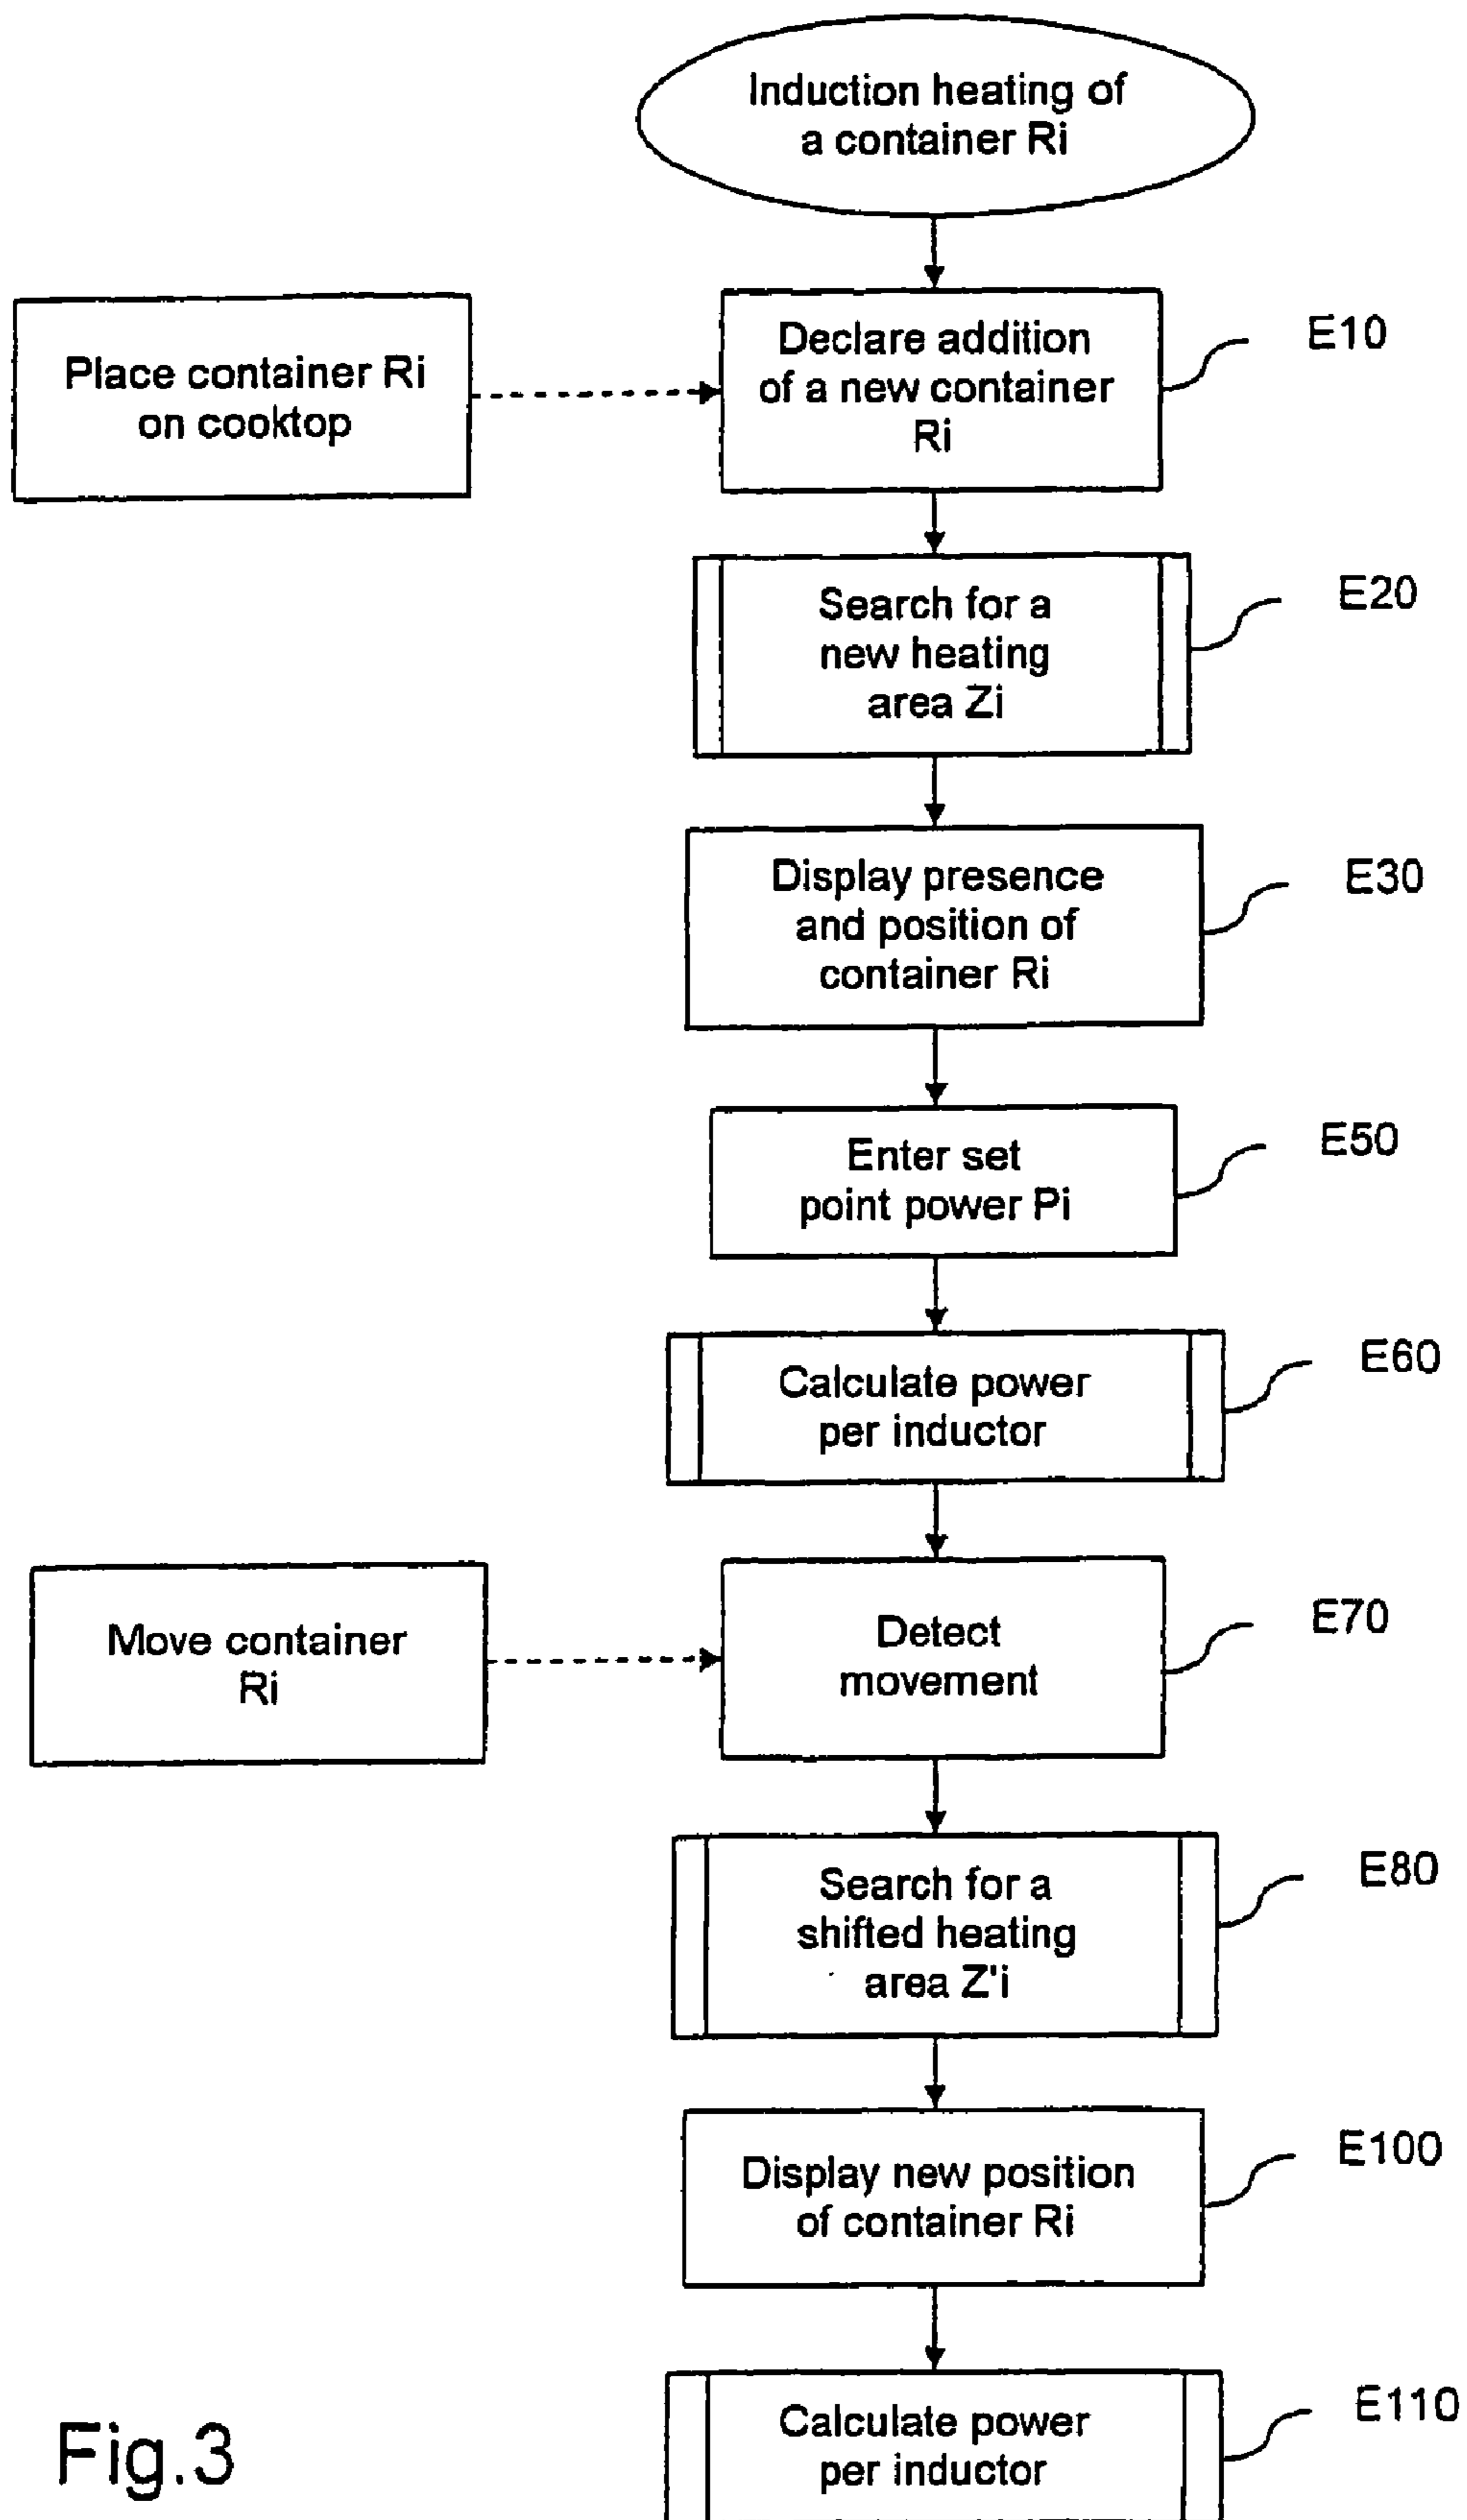 Induction heating of
a container Ri
Place container Ri
on cooktop
Declare addition
of a new container
Ri
E10
Search for a
new heating
area Zi
E20
Display presence
and position of
container Ri
E30
Enter set
point power Pi
E50
Calculate power
per inductor
E60
Move container
Ri
Detect
movement
E70
Search for a
shifted heating
area Z'i
E80
Display new position
of container Ri
E100
Calculate power
per inductor
E110
Fig.3